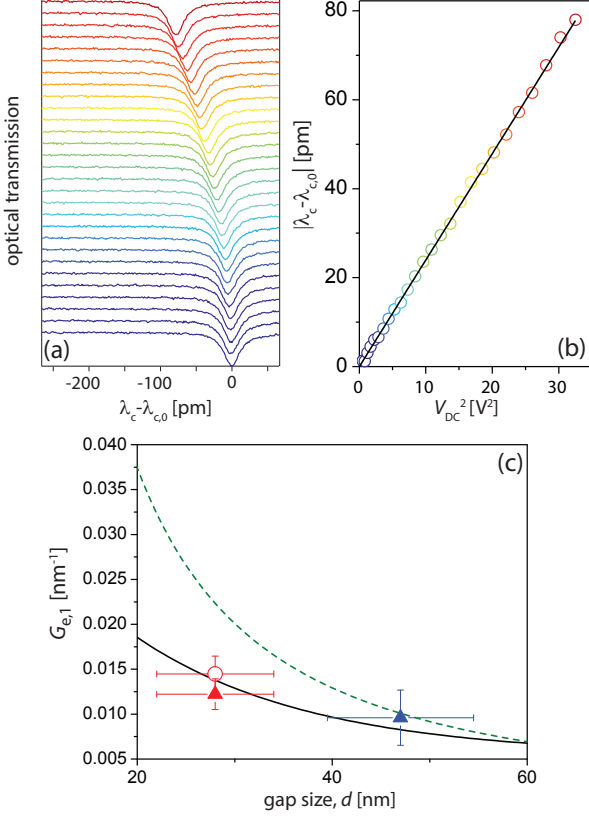 optical transmission
(a)
-200 -100 0
λc-λc,0 [pm]
|λc-λc,0| [pm]
80
60
40
20
0
(b)
0 10 20 30
VDC² [V²]
(c)
Ge,1 [nm⁻¹]
0.040
0.035
0.030
0.025
0.020
0.015
0.010
0.005
20 40 60
gap size, d [nm]